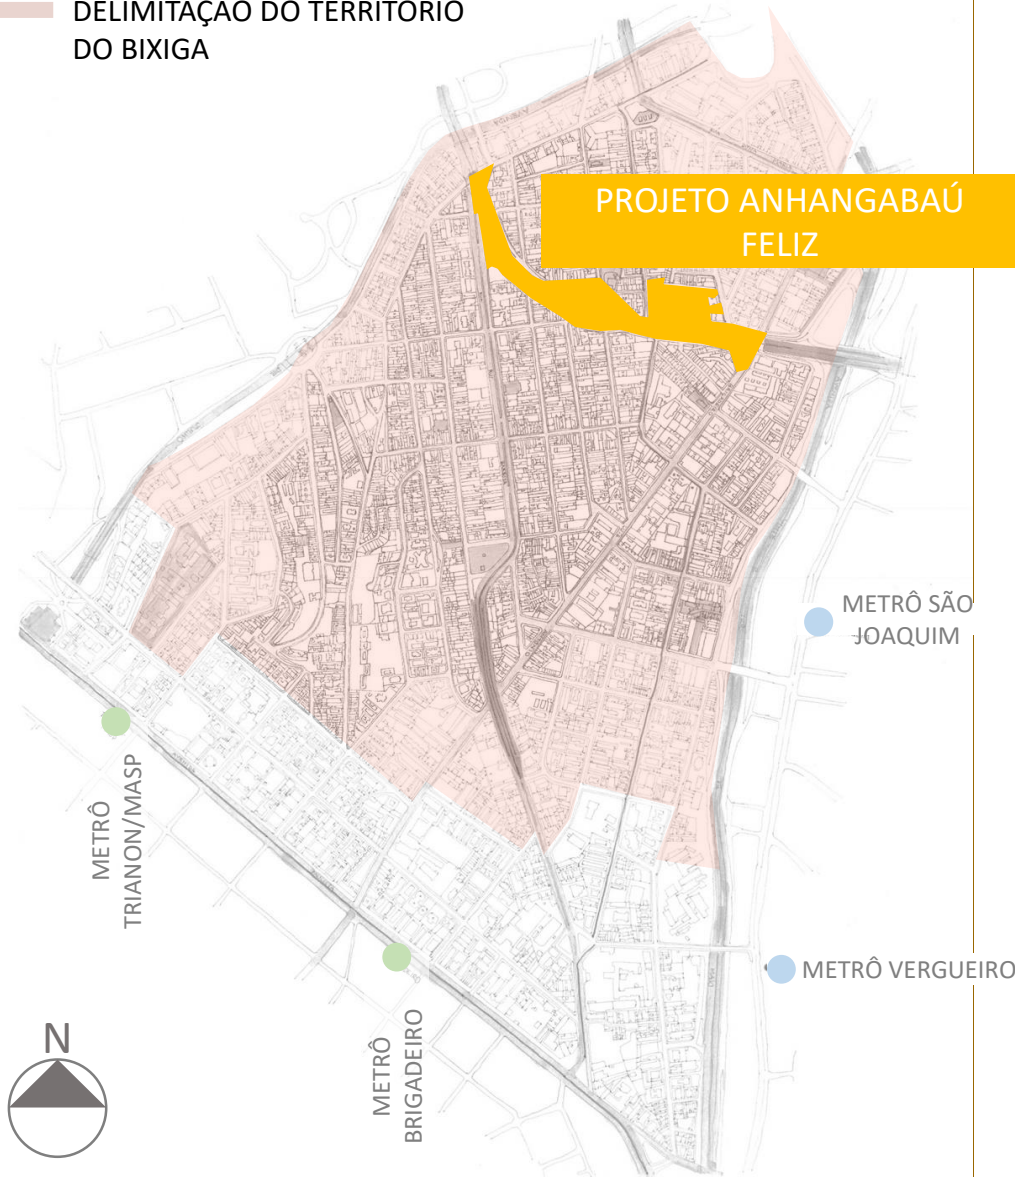 DELIMITAÇÃO DO TERRITÓRIO
DO BIXIGA
PROJETO ANHANGABAÚ
FELIZ
METRÔ SÃO
JOAQUIM
METRÔ
TRIANON/MASP
METRÔ VERGUEIRO
METRÔ
BRIGADEIRO
N